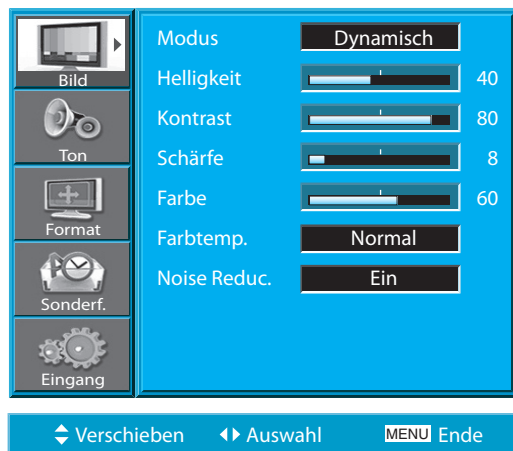 Bild
Ton
Format
Sonderf.
Eingang
Modus Dynamisch
Helligkeit 40
Kontrast 80
Schärfe 8
Farbe 60
Farbtemp. Normal
Noise Reduc. Ein
Verschieben Auswahl MENU Ende